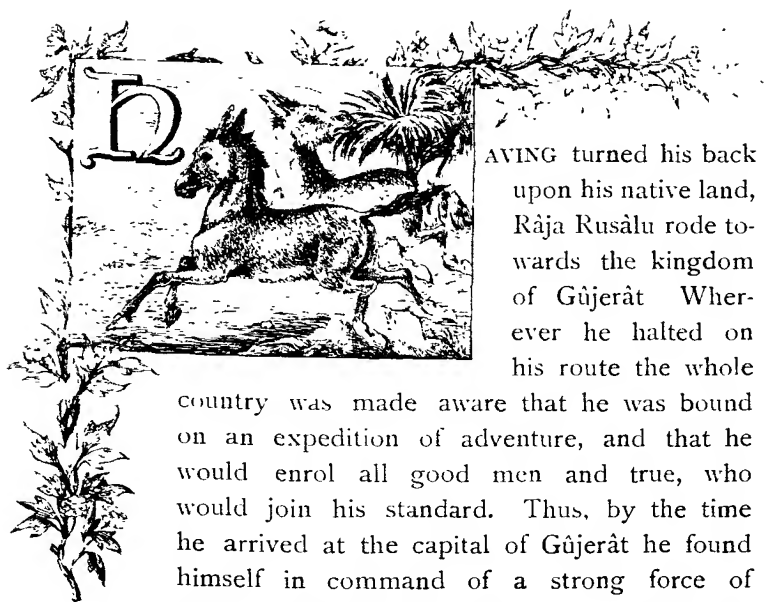 HAVING turned his back
upon his native land,
Râja Rusâlu rode to-
wards the kingdom
of Gûjerât Wher-
ever he halted on
his route the whole
country was made aware that he was bound
on an expedition of adventure, and that he
would enrol all good men and true, who
would join his standard. Thus, by the time
he arrived at the capital of Gûjerât he found
himself in command of a strong force of